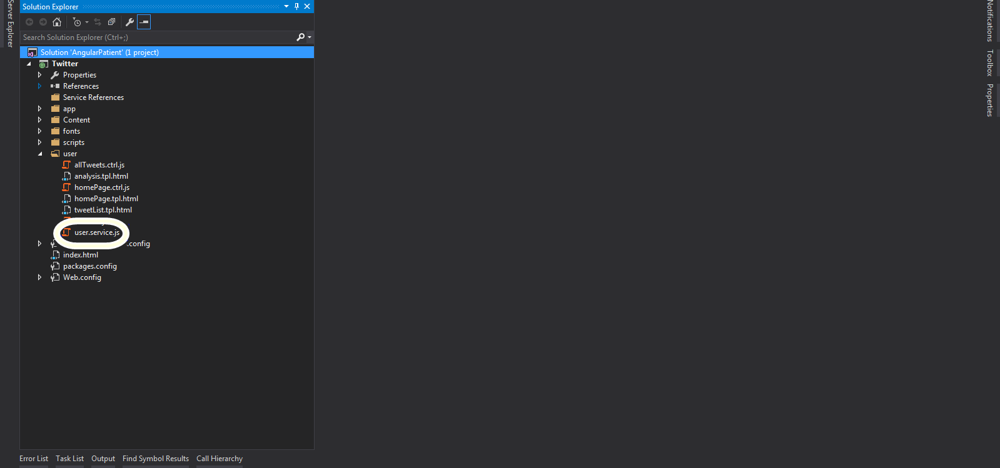 Solution Explorer
Search Solution Explorer (Ctrl+;)
Solution 'AngularPatient' (1 project)
Twitter
Properties
References
Service References
app
Content
fonts
scripts
user
allTweets.ctrl.js
analysis.tpl.html
homePage.ctrl.js
homePage.tpl.html
tweetList.tpl.html
user.service.js
.config
index.html
packages.config
Web.config
Error List Task List Output Find Symbol Results Call Hierarchy
Server Explorer
Notifications
Toolbox
Properties